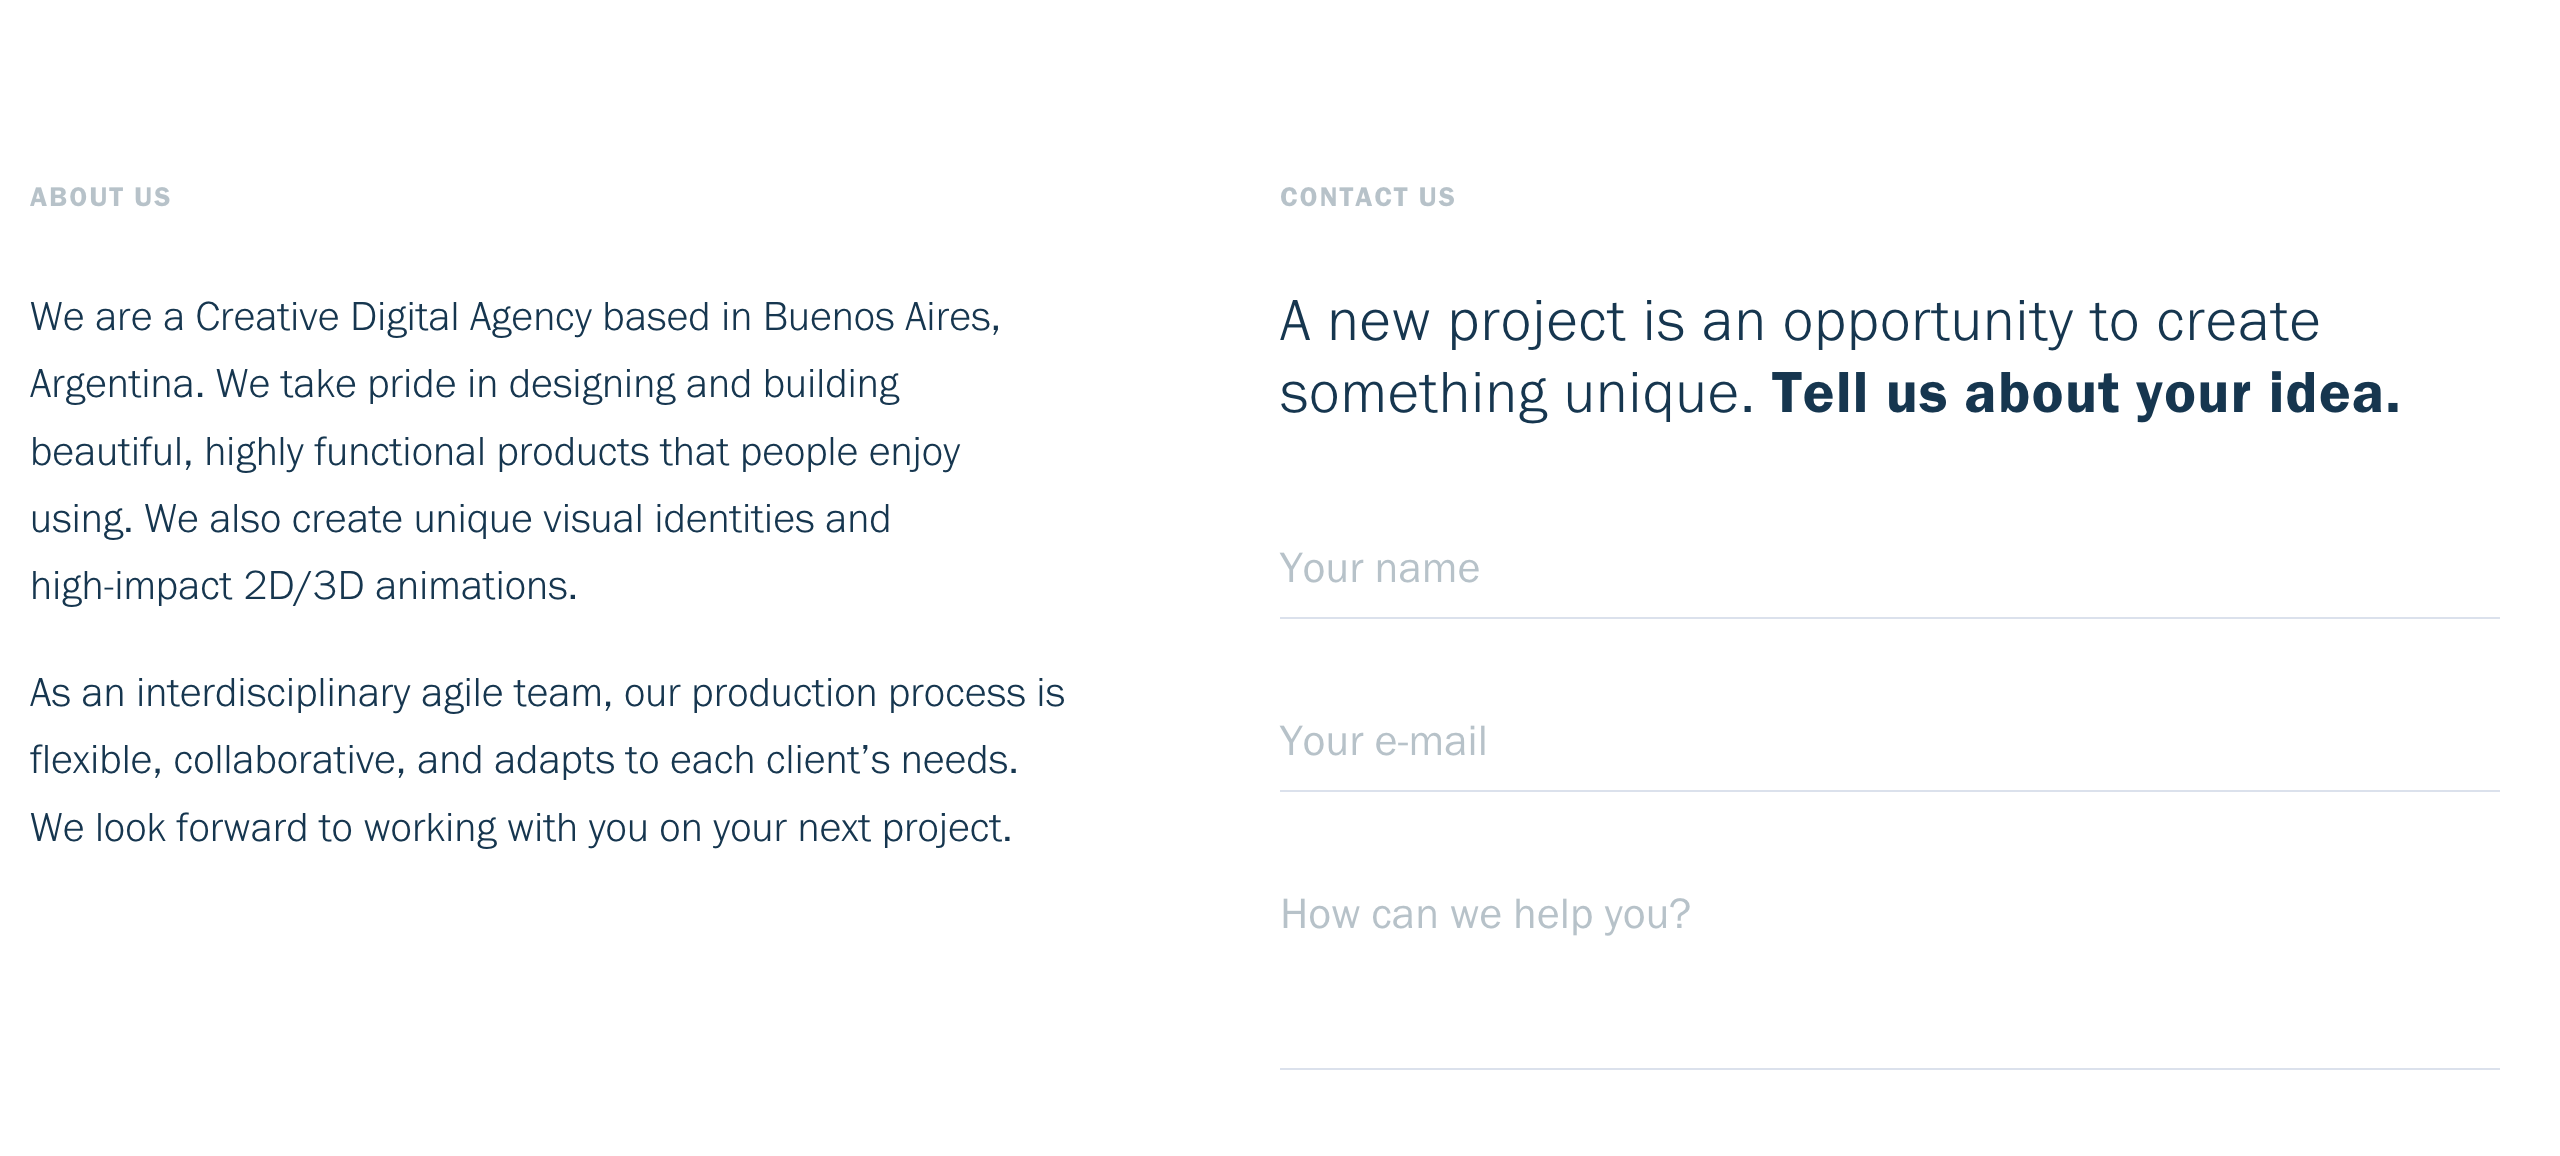 ABOUT US
We are a Creative Digital Agency based in Buenos Aires,
Argentina. We take pride in designing and building
beautiful, highly functional products that people enjoy
using. We also create unique visual identities and
high-impact 2D/3D animations.
As an interdisciplinary agile team, our production process is
flexible, collaborative, and adapts to each client’s needs.
We look forward to working with you on your next project.
CONTACT US
A new project is an opportunity to create
something unique. Tell us about your idea.
Your name
Your e-mail
How can we help you?